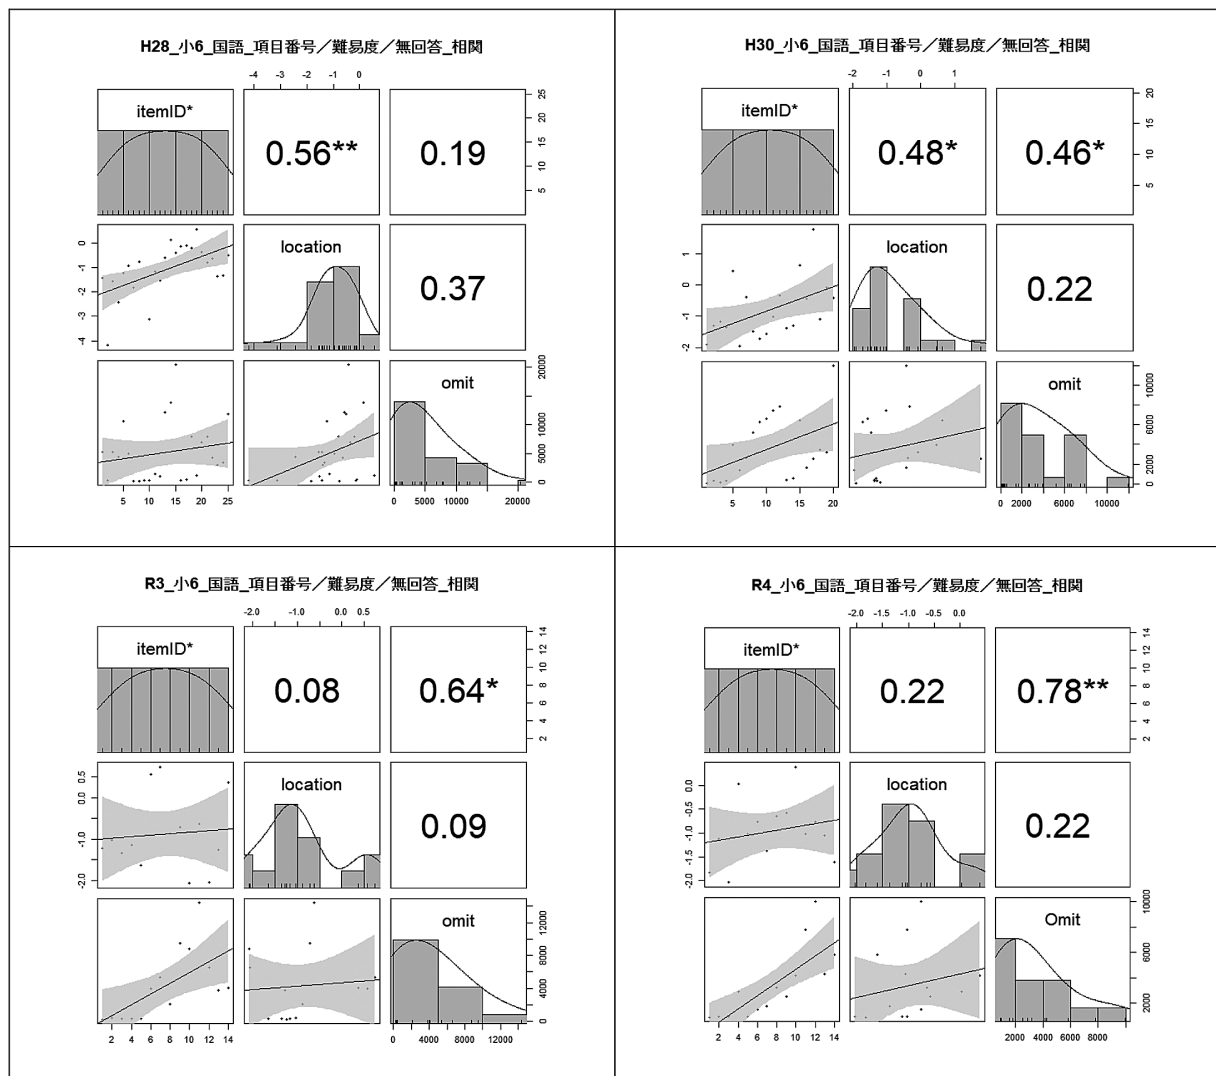 H28_小6_国語_項目番号／難易度／無回答_相関
-4 -3 -2 -1 0
itemID*
0.56**
0.19
5 10 15 20 25
-4 -3 -2 -1 0
location
0.37
omit
0 5000 10000 15000 20000
5 10 15 20 25
0 5000 10000 20000
H30_小6_国語_項目番号／難易度／無回答_相関
-2 -1 0 1
itemID*
0.48*
0.46*
5 10 15 20
-2 -1 0 1
location
0.22
omit
0 2000 6000 10000
5 10 15 20
0 2000 6000 10000
R3_小6_国語_項目番号／難易度／無回答_相関
-2.0 -1.0 0.0 0.5
itemID*
0.08
0.64*
2 4 6 8 10 12 14
-2.0 -1.0 0.0 0.5
location
0.09
omit
0 4000 8000 12000
2 4 6 8 10 12 14
0 4000 8000 12000
R4_小6_国語_項目番号／難易度／無回答_相関
-2.0 -1.5 -1.0 -0.5 0.0
itemID*
0.22
0.78**
2 4 6 8 10 12 14
-2.0 -1.5 -1.0 -0.5 0.0
location
0.22
Omit
2000 6000 10000
2 4 6 8 10 12 14
2000 4000 6000 8000